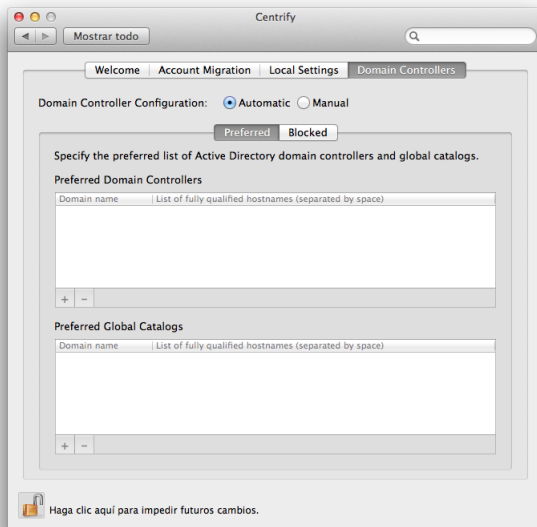 Centrify
Mostrar todo
Welcome Account Migration Local Settings Domain Controllers
Domain Controller Configuration: Automatic Manual
Preferred Blocked
Specify the preferred list of Active Directory domain controllers and global catalogs.
Preferred Domain Controllers
Domain name List of fully qualified hostnames (separated by space)
+ −
Preferred Global Catalogs
Domain name List of fully qualified hostnames (separated by space)
+ −
Haga clic aquí para impedir futuros cambios.